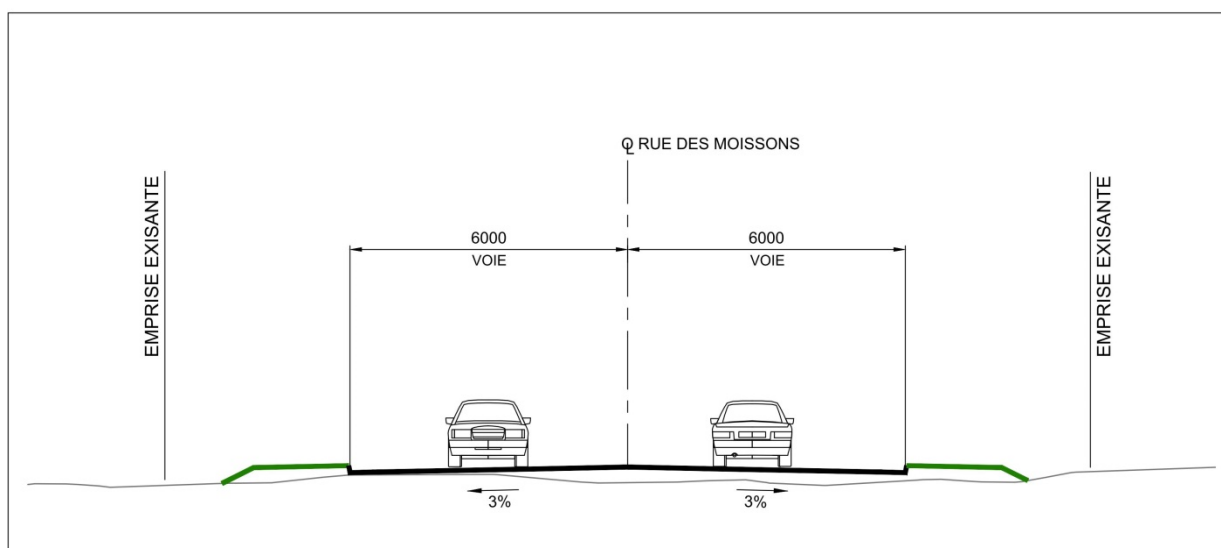 ℄ RUE DES MOISSONS
EMPRISE EXISANTE
EMPRISE EXISANTE
6000
6000
VOIE
VOIE
3%
3%